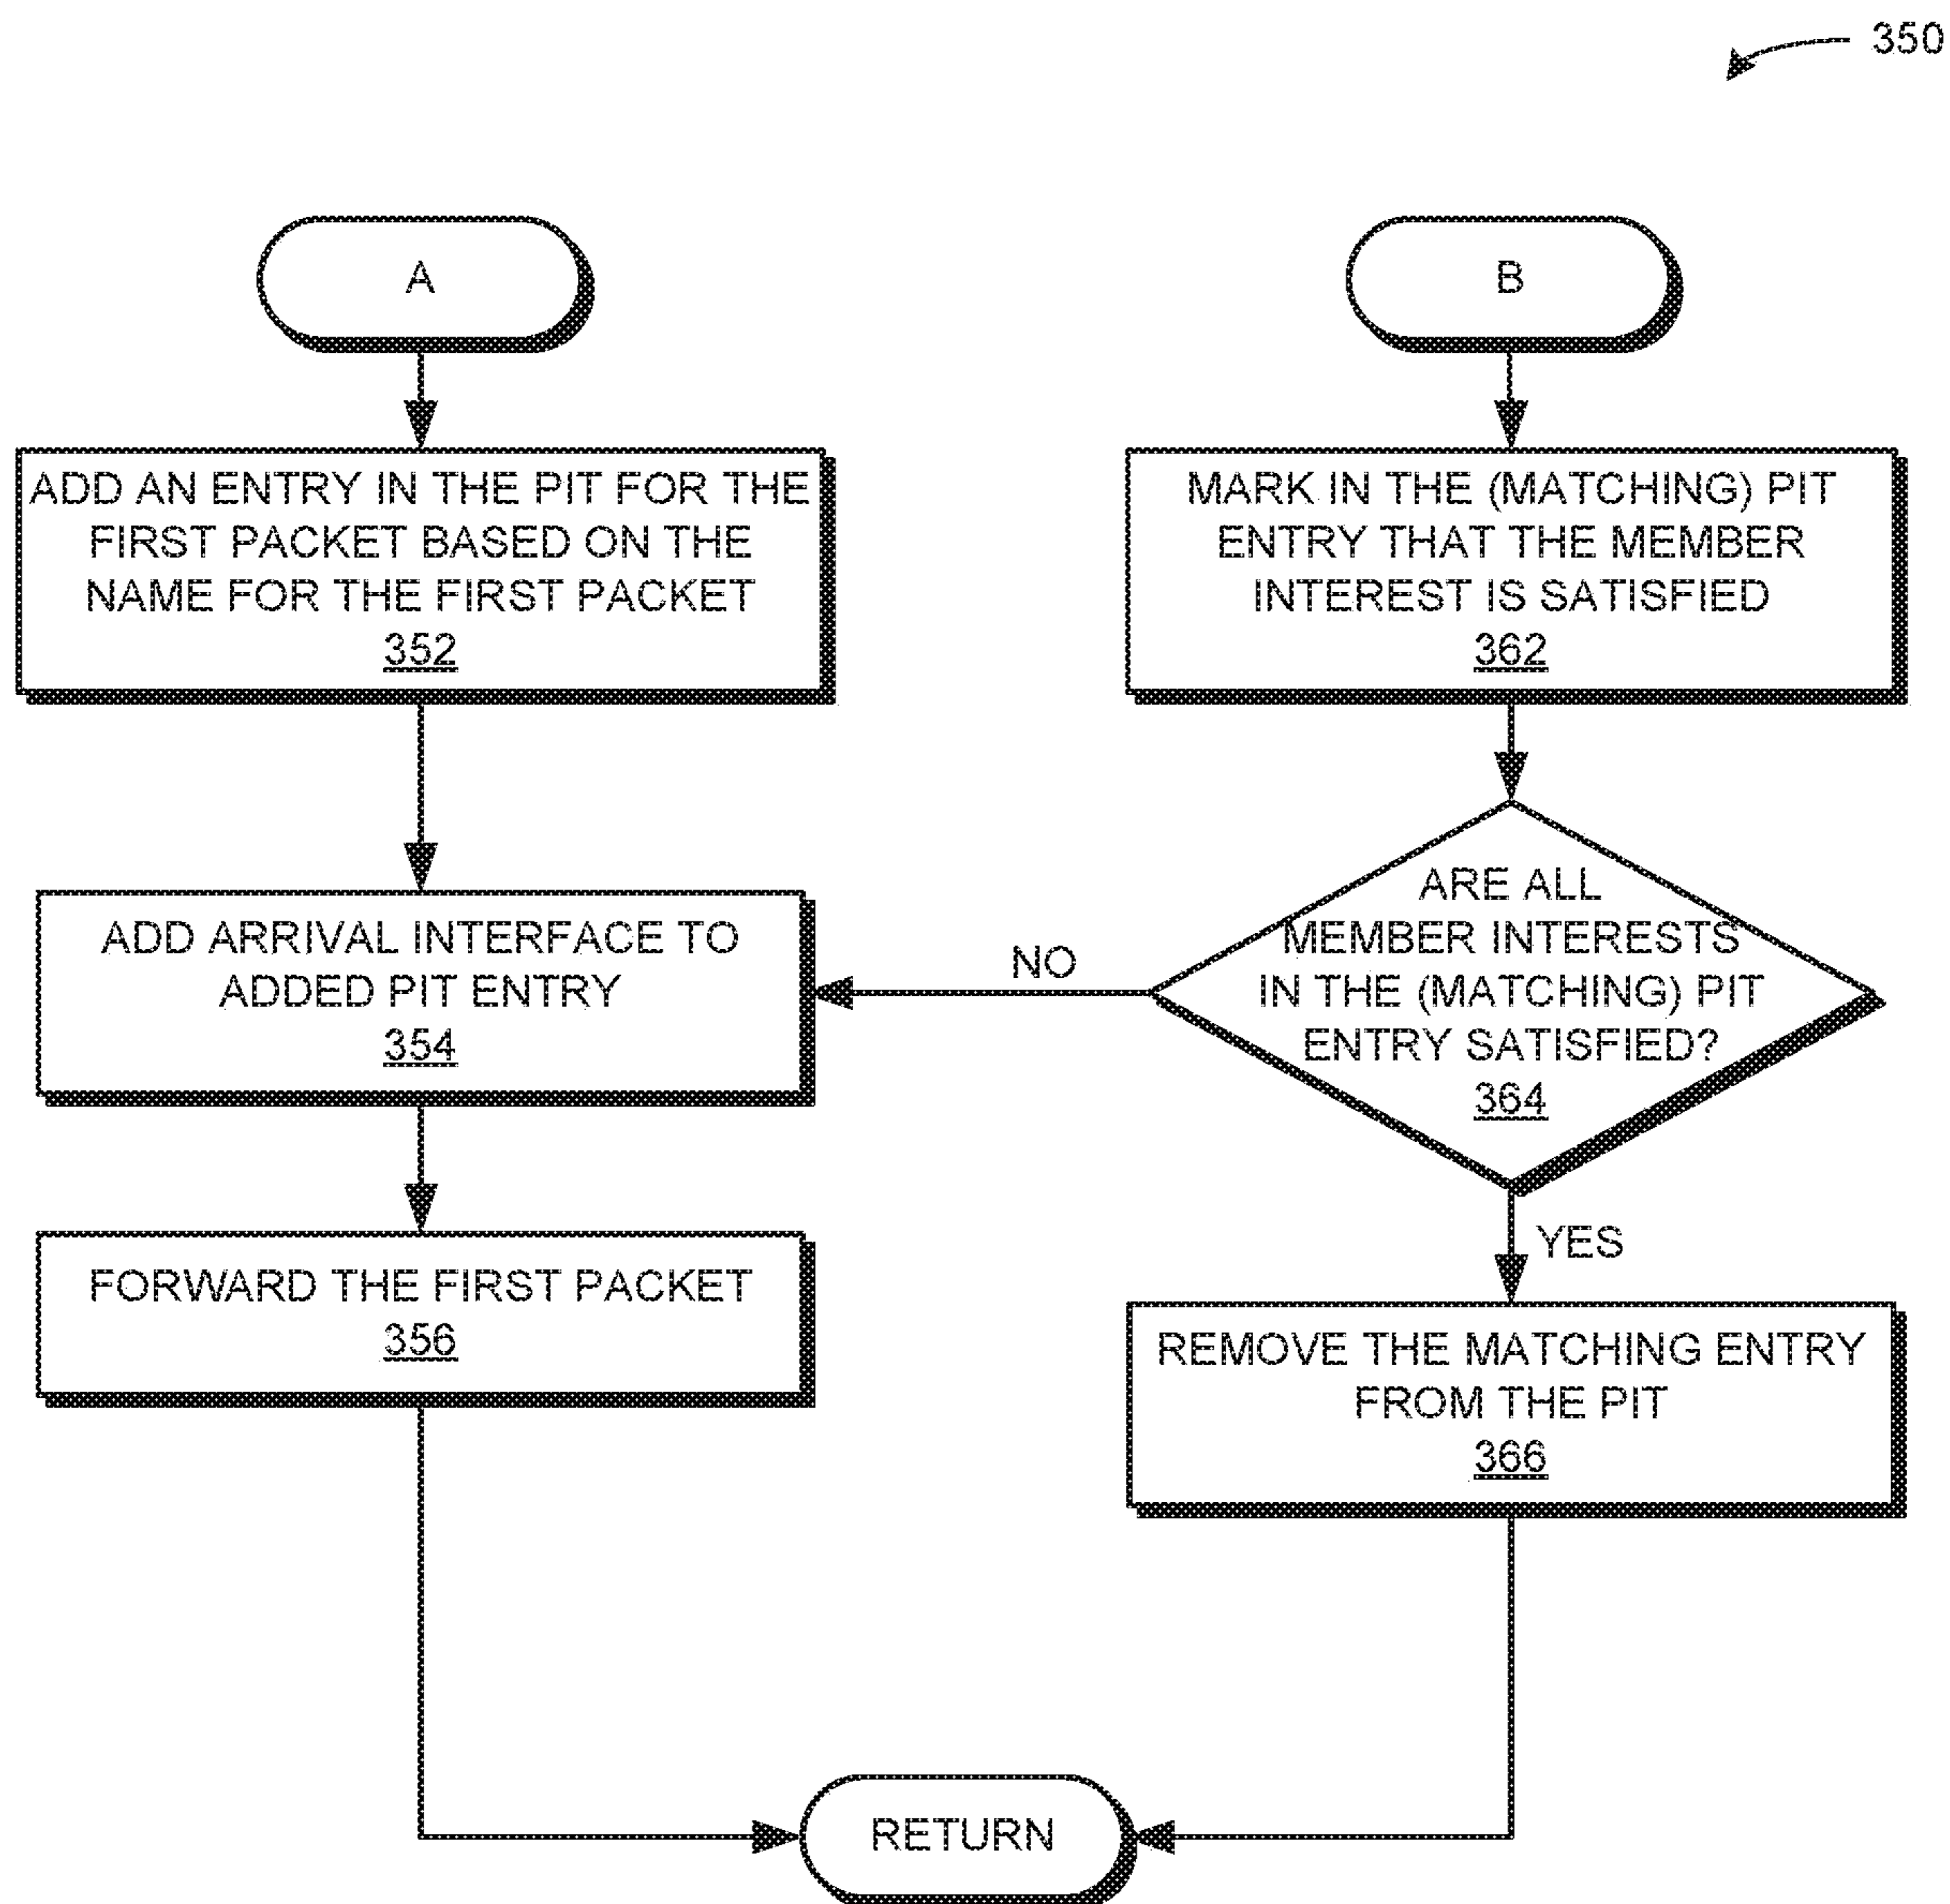 350
A
ADD AN ENTRY IN THE PIT FOR THE
FIRST PACKET BASED ON THE
NAME FOR THE FIRST PACKET
352
ADD ARRIVAL INTERFACE TO
ADDED PIT ENTRY
354
FORWARD THE FIRST PACKET
356
B
MARK IN THE (MATCHING) PIT
ENTRY THAT THE MEMBER
INTEREST IS SATISFIED
362
ARE ALL
MEMBER INTERESTS
IN THE (MATCHING) PIT
ENTRY SATISFIED?
364
NO
YES
REMOVE THE MATCHING ENTRY
FROM THE PIT
366
RETURN